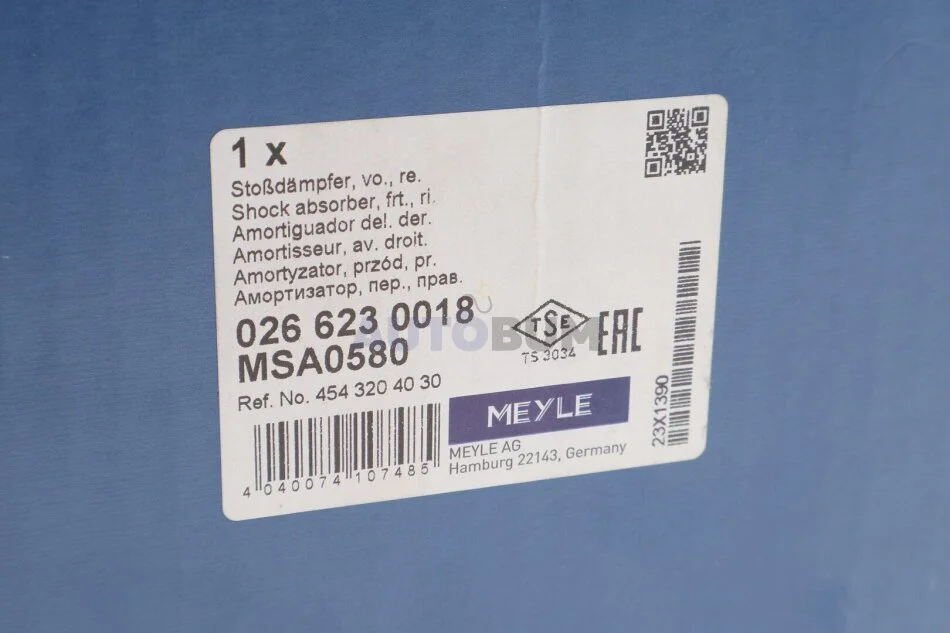 1 x
Stoßdämpfer, vo., re.
Shock absorber, frt., ri.
Amortiguador del. der.
Amortisseur, av. droit.
Amortyzator, przód, pr.
Амортизатор, пер., прав.
026 623 0018
MSA0580
Ref. No. 454 320 40 30
4 040074 107485
TSE
TS 3034
EAC
MEYLE
MEYLE AG
Hamburg 22143, Germany
23X1390
AUTOBOM